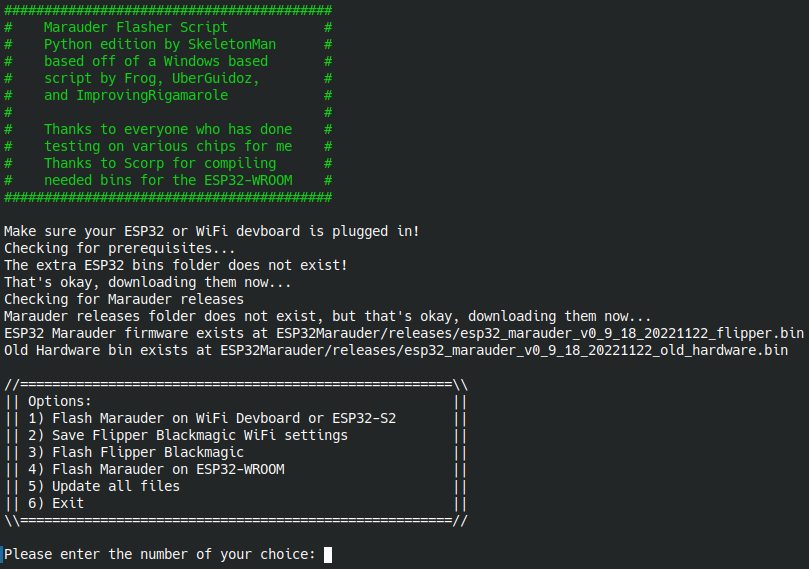 #########################################
#    Marauder Flasher Script            #
#    Python edition by SkeletonMan      #
#    based off of a Windows based       #
#    script by Frog, UberGuidoz,        #
#    and ImprovingRigamarole            #
#                                       #
#    Thanks to everyone who has done    #
#    testing on various chips for me    #
#    Thanks to Scorp for compiling      #
#    needed bins for the ESP32-WROOM    #
#########################################

Make sure your ESP32 or WiFi devboard is plugged in!
Checking for prerequisites...
The extra ESP32 bins folder does not exist!
That's okay, downloading them now...
Checking for Marauder releases
Marauder releases folder does not exist, but that's okay, downloading them now...
ESP32 Marauder firmware exists at ESP32Marauder/releases/esp32_marauder_v0_9_18_20221122_flipper.bin
Old Hardware bin exists at ESP32Marauder/releases/esp32_marauder_v0_9_18_20221122_old_hardware.bin

//======================================================\\
|| Options:                                             ||
|| 1) Flash Marauder on WiFi Devboard or ESP32-S2       ||
|| 2) Save Flipper Blackmagic WiFi settings             ||
|| 3) Flash Flipper Blackmagic                          ||
|| 4) Flash Marauder on ESP32-WROOM                     ||
|| 5) Update all files                                  ||
|| 6) Exit                                              ||
\\======================================================//

Please enter the number of your choice: